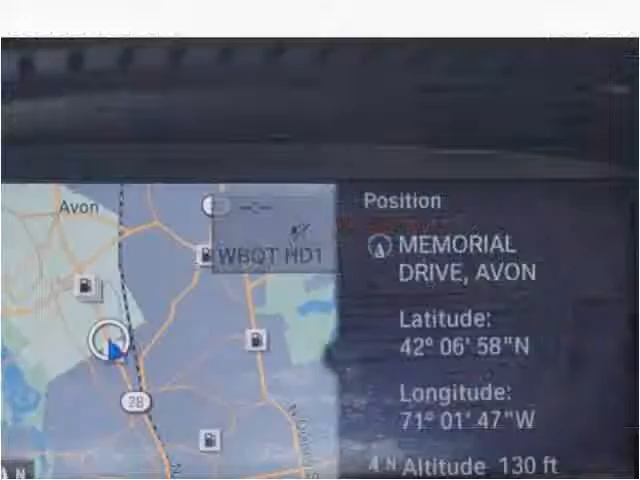 Avon
WBQT HD1
28
N
Position
MEMORIAL
DRIVE, AVON
Latitude:
42° 06' 58"N
Longitude:
71° 01' 47"W
Altitude 130 ft